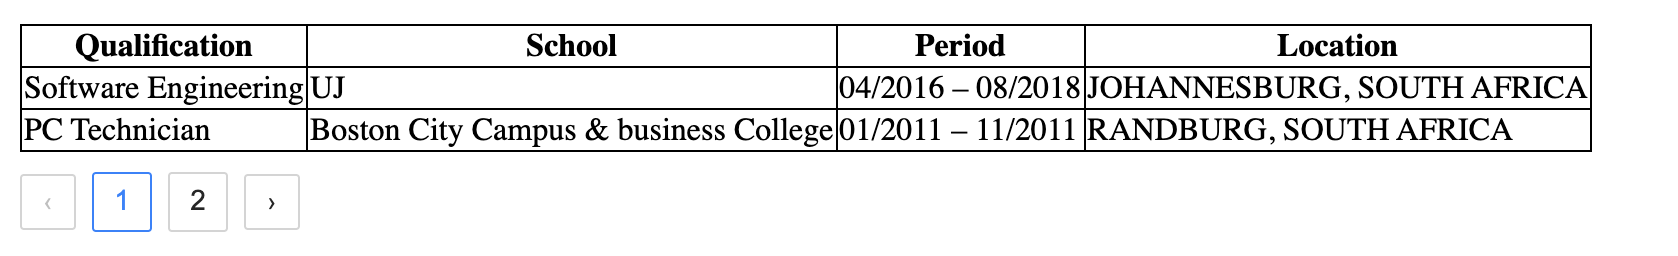 Qualification School Period Location
Software Engineering UJ 04/2016 – 08/2018 JOHANNESBURG, SOUTH AFRICA
PC Technician Boston City Campus & business College 01/2011 – 11/2011 RANDBURG, SOUTH AFRICA
‹ 1 2 ›